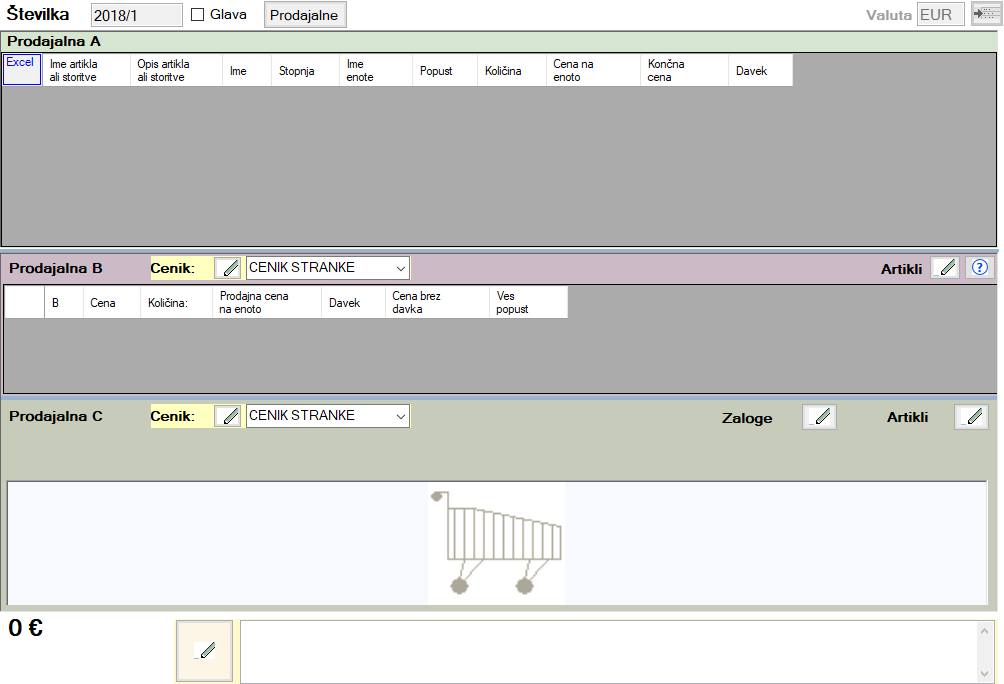 Številka 2018/1 Glava Prodajalne Valuta EUR
Prodajalna A
Excel
Ime artikla
ali storitve
Opis artikla
ali storitve
Ime
Stopnja
Ime
enote
Popust
Količina
Cena na
enoto
Končna
cena
Davek
Prodajalna B Cenik: CENIK STRANKE Artikli ?
B
Cena
Količina:
Prodajna cena
na enoto
Davek
Cena brez
davka
Ves
popust
Prodajalna C Cenik: CENIK STRANKE Zaloge Artikli
0 €